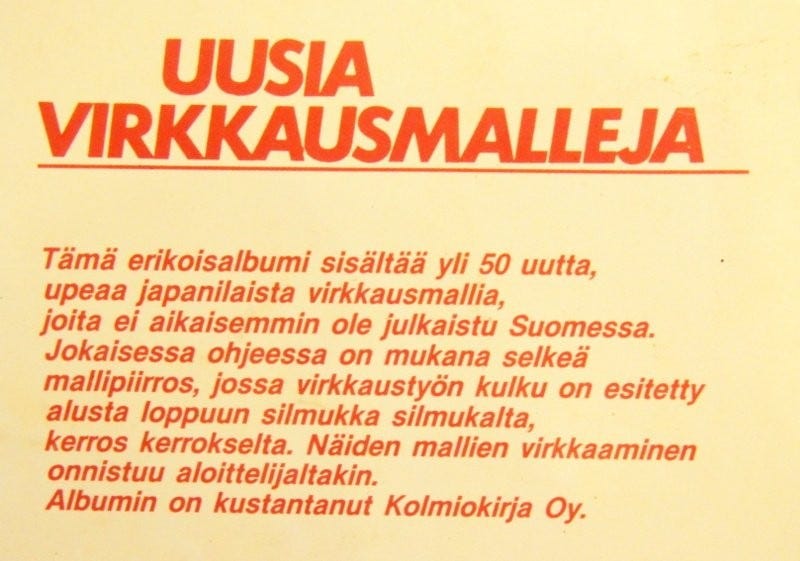 UUSIA
VIRKKAUSMALLEJA
Tämä erikoisalbumi sisältää yli 50 uutta,
upeaa japanilaista virkkausmallia,
joita ei aikaisemmin ole julkaistu Suomessa.
Jokaisessa ohjeessa on mukana selkeä
mallipiirros, jossa virkkaustyön kulku on esitetty
alusta loppuun silmukka silmukalta,
kerros kerrokselta. Näiden mallien virkkaaminen
onnistuu aloittelijaltakin.
Albumin on kustantanut Kolmiokirja Oy.